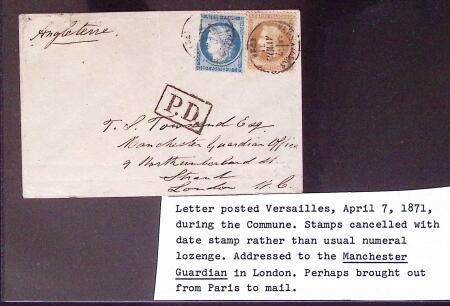 Angleterre.
P.D.
T. S. Townsend Esq.
Manchester Guardian Office
9 Northumberland St.
Strand
London W.C.
Letter posted Versailles, April 7, 1871,
during the Commune. Stamps cancelled with
date stamp rather than usual numeral
lozenge. Addressed to the Manchester
Guardian in London. Perhaps brought out
from Paris to mail.